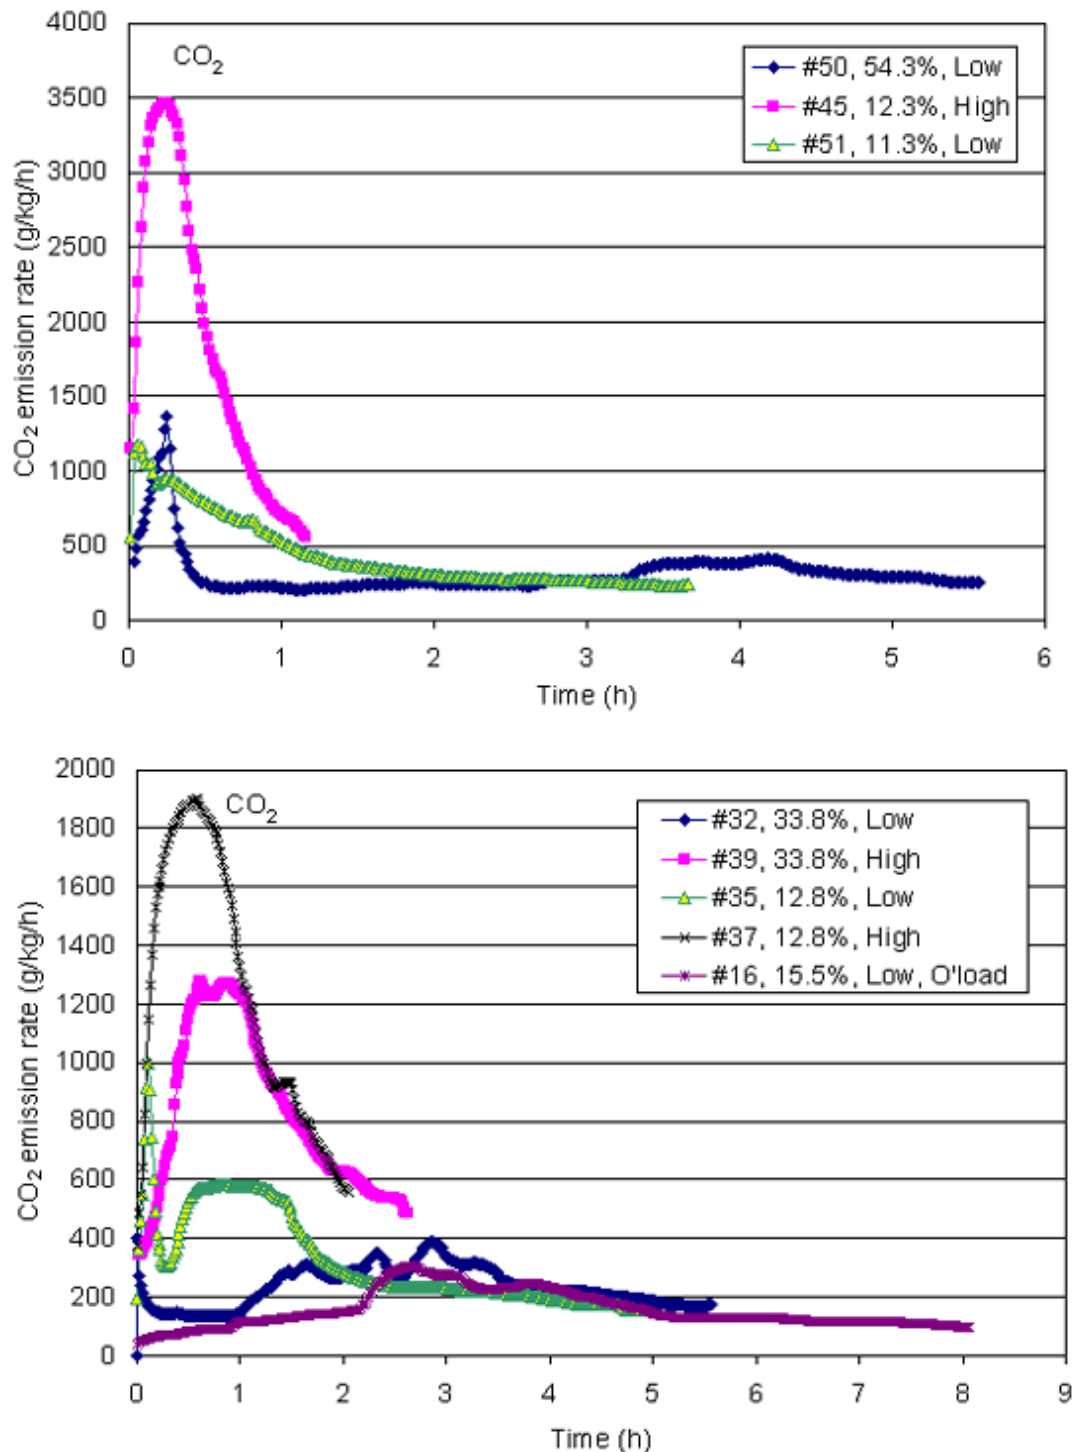 4000
3500
3000
2500
2000
1500
1000
500
0
CO₂ emission rate (g/kg/h)
CO₂
#50, 54.3%, Low
#45, 12.3%, High
#51, 11.3%, Low
0 1 2 3 4 5 6
Time (h)
2000
1800
1600
1400
1200
1000
800
600
400
200
0
CO₂ emission rate (g/kg/h)
CO₂
#32, 33.8%, Low
#39, 33.8%, High
#35, 12.8%, Low
#37, 12.8%, High
#16, 15.5%, Low, O'load
0 1 2 3 4 5 6 7 8 9
Time (h)